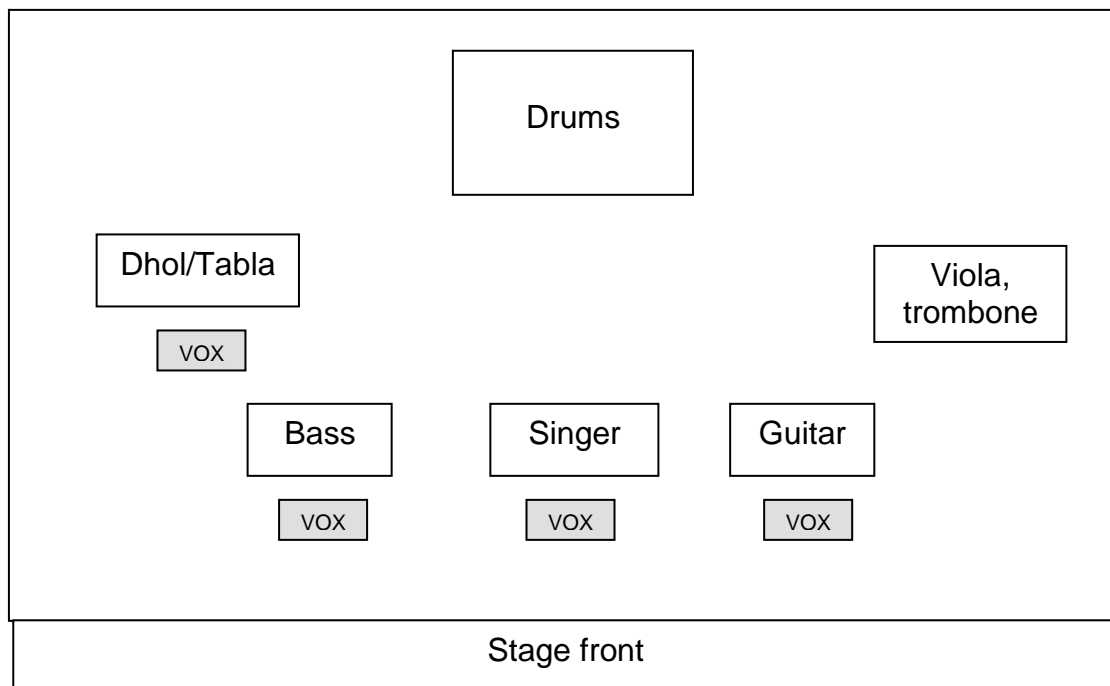 Drums
Dhol/Tabla
Viola,
trombone
VOX
Bass
Singer
Guitar
VOX
VOX
VOX
Stage front